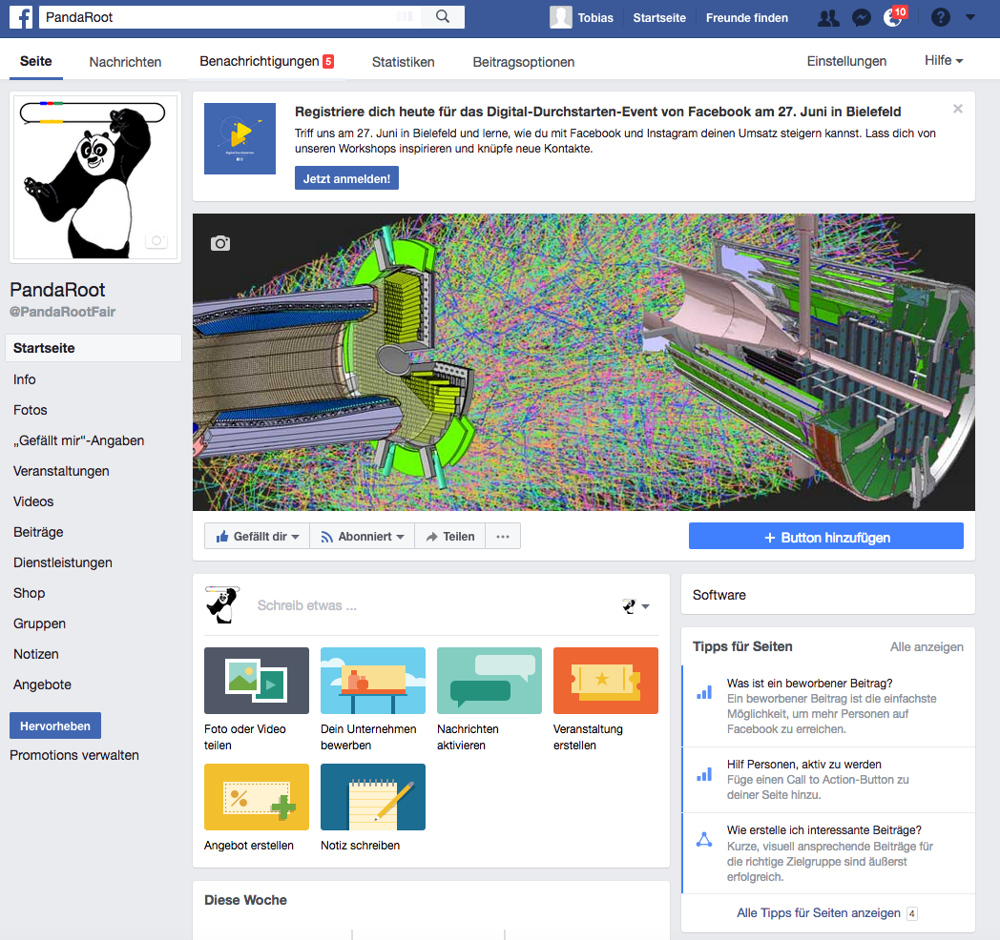 PandaRoot
Tobias
Startseite
Freunde finden
10
Seite
Nachrichten
Benachrichtigungen 5
Statistiken
Beitragsoptionen
Einstellungen
Hilfe
PandaRoot
@PandaRootFair
Startseite
Info
Fotos
„Gefällt mir“-Angaben
Veranstaltungen
Videos
Beiträge
Dienstleistungen
Shop
Gruppen
Notizen
Angebote
Hervorheben
Promotions verwalten
Registriere dich heute für das Digital-Durchstarten-Event von Facebook am 27. Juni in Bielefeld
Triff uns am 27. Juni in Bielefeld und lerne, wie du mit Facebook und Instagram deinen Umsatz steigern kannst. Lass dich von
unseren Workshops inspirieren und knüpfe neue Kontakte.
Jetzt anmelden!
Gefällt dir
Abonniert
Teilen
+ Button hinzufügen
Schreib etwas ...
Foto oder Video
teilen
Dein Unternehmen
bewerben
Nachrichten
aktivieren
Veranstaltung
erstellen
Angebot erstellen
Notiz schreiben
Diese Woche
Software
Tipps für Seiten
Alle anzeigen
Was ist ein beworbener Beitrag?
Ein beworbener Beitrag ist die einfachste
Möglichkeit, um mehr Personen auf
Facebook zu erreichen.
Hilf Personen, aktiv zu werden
Füge einen Call to Action-Button zu
deiner Seite hinzu.
Wie erstelle ich interessante Beiträge?
Kurze, visuell ansprechende Beiträge für
die richtige Zielgruppe sind äußerst
erfolgreich.
Alle Tipps für Seiten anzeigen 4